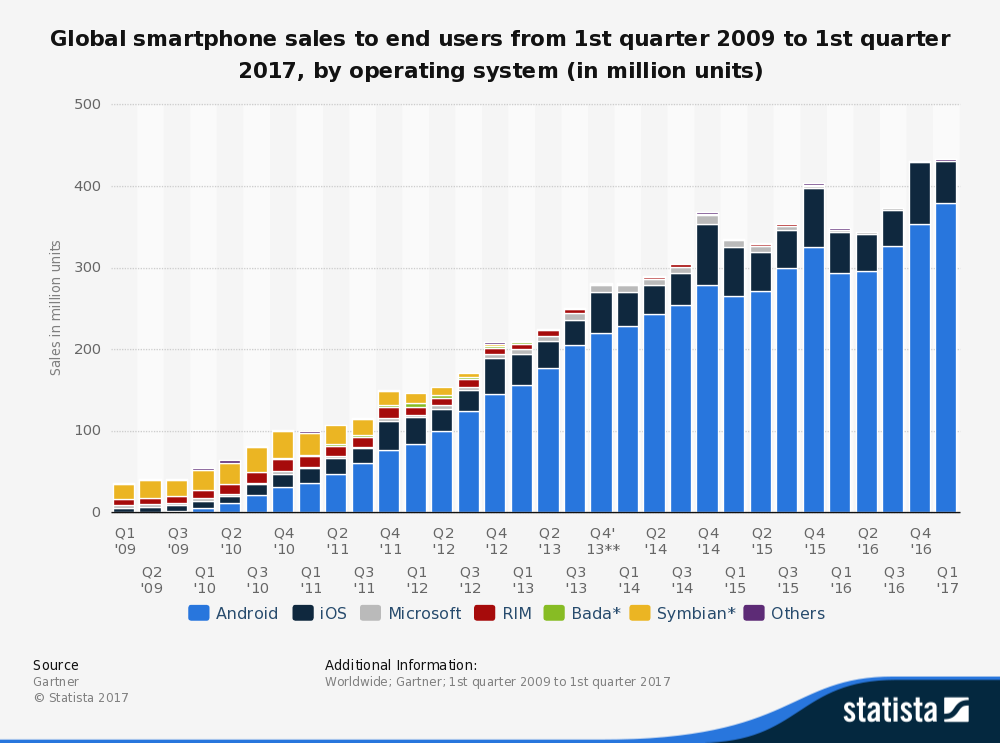 Global smartphone sales to end users from 1st quarter 2009 to 1st quarter
2017, by operating system (in million units)
500
400
300
200
100
0
Sales in million units
Q1 '09
Q2 '09
Q3 '09
Q1 '10
Q2 '10
Q3 '10
Q4 '10
Q1 '11
Q2 '11
Q3 '11
Q4 '11
Q1 '12
Q2 '12
Q3 '12
Q4 '12
Q1 '13
Q2 '13
Q3 '13
Q4' 13**
Q1 '14
Q2 '14
Q3 '14
Q4 '14
Q1 '15
Q2 '15
Q3 '15
Q4 '15
Q1 '16
Q2 '16
Q3 '16
Q4 '16
Q1 '17
Android iOS Microsoft RIM Bada* Symbian* Others
Source
Gartner
© Statista 2017
Additional Information:
Worldwide; Gartner; 1st quarter 2009 to 1st quarter 2017
statista